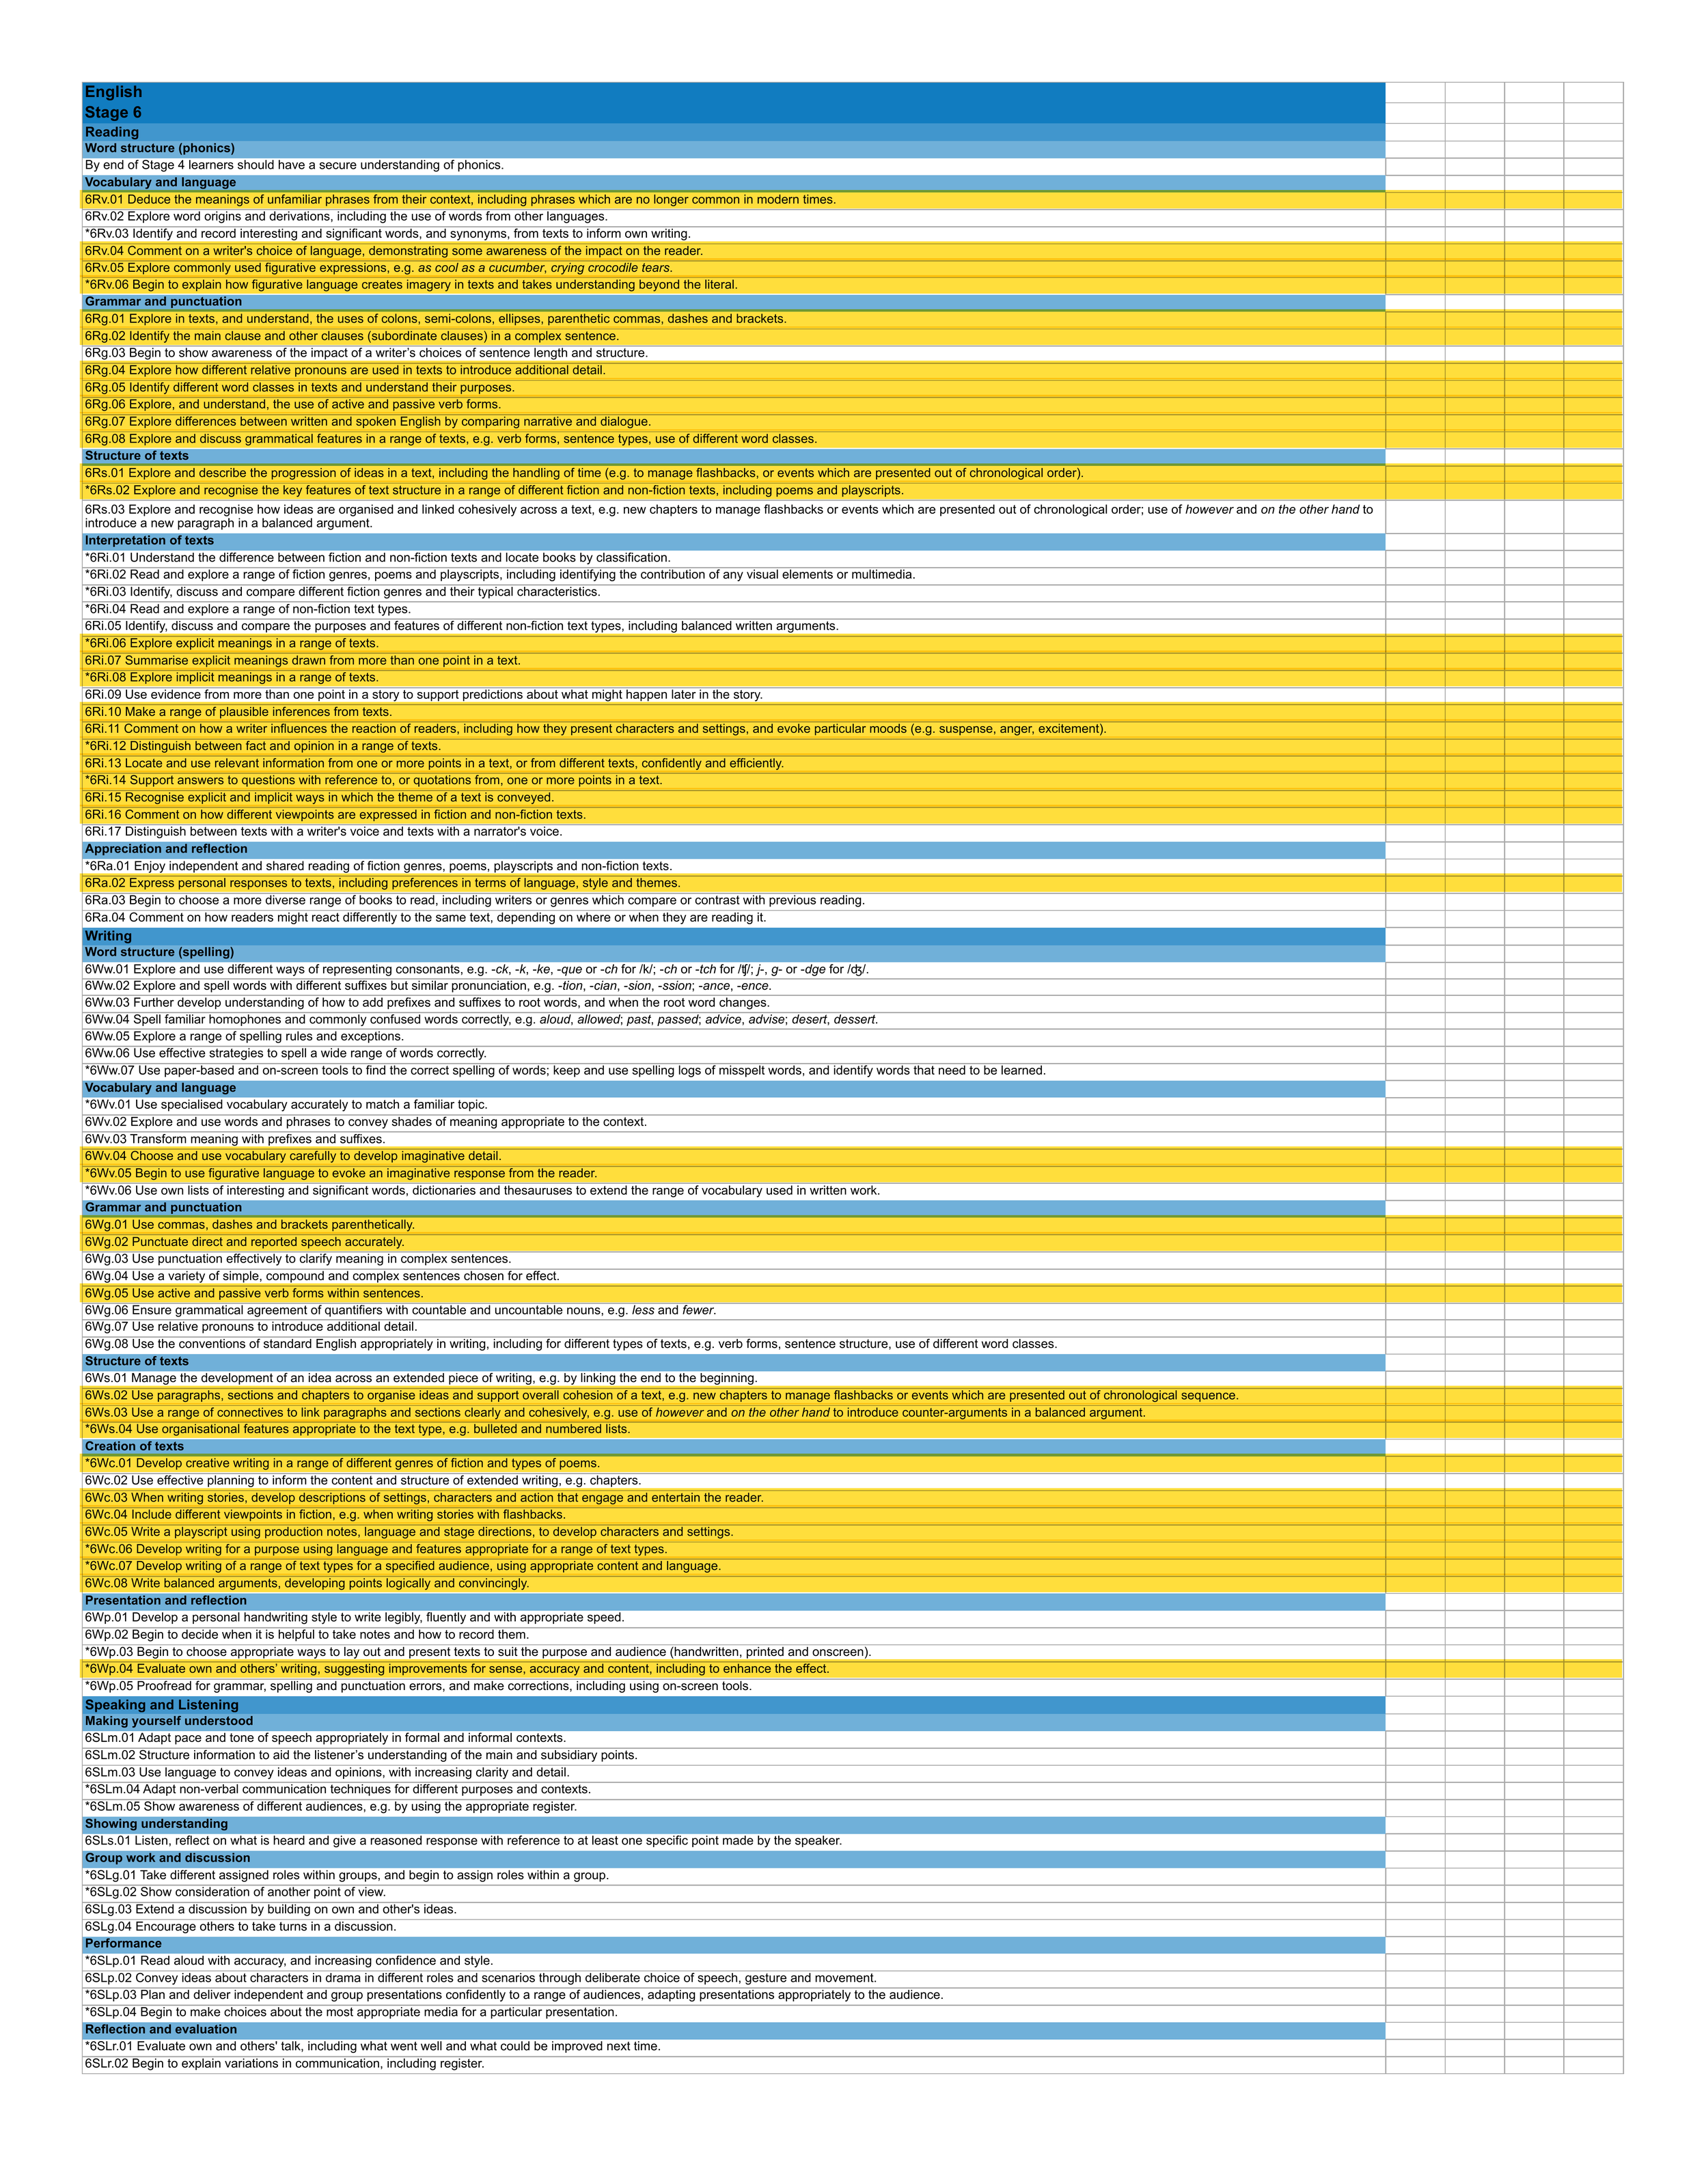 English
Stage 6
Reading
Word structure (phonics)
By end of Stage 4 learners should have a secure understanding of phonics.
Vocabulary and language
6Rv.01 Deduce the meanings of unfamiliar phrases from their context, including phrases which are no longer common in modern times.
6Rv.02 Explore word origins and derivations, including the use of words from other languages.
*6Rv.03 Identify and record interesting and significant words, and synonyms, from texts to inform own writing.
6Rv.04 Comment on a writer's choice of language, demonstrating some awareness of the impact on the reader.
6Rv.05 Explore commonly used figurative expressions, e.g. as cool as a cucumber, crying crocodile tears.
*6Rv.06 Begin to explain how figurative language creates imagery in texts and takes understanding beyond the literal.
Grammar and punctuation
6Rg.01 Explore in texts, and understand, the uses of colons, semi-colons, ellipses, parenthetic commas, dashes and brackets.
6Rg.02 Identify the main clause and other clauses (subordinate clauses) in a complex sentence.
6Rg.03 Begin to show awareness of the impact of a writer's choices of sentence length and structure.
6Rg.04 Explore how different relative pronouns are used in texts to introduce additional detail.
6Rg.05 Identify different word classes in texts and understand their purposes.
6Rg.06 Explore, and understand, the use of active and passive verb forms.
6Rg.07 Explore differences between written and spoken English by comparing narrative and dialogue.
6Rg.08 Explore and discuss grammatical features in a range of texts, e.g. verb forms, sentence types, use of different word classes.
Structure of texts
6Rs.01 Explore and describe the progression of ideas in a text, including the handling of time (e.g. to manage flashbacks, or events which are presented out of chronological order).
*6Rs.02 Explore and recognise the key features of text structure in a range of different fiction and non-fiction texts, including poems and playscripts.
6Rs.03 Explore and recognise how ideas are organised and linked cohesively across a text, e.g. new chapters to manage flashbacks or events which are presented out of chronological order; use of however and on the other hand to
introduce a new paragraph in a balanced argument.
Interpretation of texts
*6Ri.01 Understand the difference between fiction and non-fiction texts and locate books by classification.
*6Ri.02 Read and explore a range of fiction genres, poems and playscripts, including identifying the contribution of any visual elements or multimedia.
*6Ri.03 Identify, discuss and compare different fiction genres and their typical characteristics.
*6Ri.04 Read and explore a range of non-fiction text types.
6Ri.05 Identify, discuss and compare the purposes and features of different non-fiction text types, including balanced written arguments.
*6Ri.06 Explore explicit meanings in a range of texts.
6Ri.07 Summarise explicit meanings drawn from more than one point in a text.
*6Ri.08 Explore implicit meanings in a range of texts.
6Ri.09 Use evidence from more than one point in a story to support predictions about what might happen later in the story.
6Ri.10 Make a range of plausible inferences from texts.
6Ri.11 Comment on how a writer influences the reaction of readers, including how they present characters and settings, and evoke particular moods (e.g. suspense, anger, excitement).
*6Ri.12 Distinguish between fact and opinion in a range of texts.
6Ri.13 Locate and use relevant information from one or more points in a text, or from different texts, confidently and efficiently.
*6Ri.14 Support answers to questions with reference to, or quotations from, one or more points in a text.
6Ri.15 Recognise explicit and implicit ways in which the theme of a text is conveyed.
6Ri.16 Comment on how different viewpoints are expressed in fiction and non-fiction texts.
6Ri.17 Distinguish between texts with a writer's voice and texts with a narrator's voice.
Appreciation and reflection
*6Ra.01 Enjoy independent and shared reading of fiction genres, poems, playscripts and non-fiction texts.
6Ra.02 Express personal responses to texts, including preferences in terms of language, style and themes.
6Ra.03 Begin to choose a more diverse range of books to read, including writers or genres which compare or contrast with previous reading.
6Ra.04 Comment on how readers might react differently to the same text, depending on where or when they are reading it.
Writing
Word structure (spelling)
6Ww.01 Explore and use different ways of representing consonants, e.g. -ck, -k, -ke, -que or -ch for /k/; -ch or -tch for /ʧ/; j-, g- or -dge for /ʤ/.
6Ww.02 Explore and spell words with different suffixes but similar pronunciation, e.g. -tion, -cian, -sion, -ssion; -ance, -ence.
6Ww.03 Further develop understanding of how to add prefixes and suffixes to root words, and when the root word changes.
6Ww.04 Spell familiar homophones and commonly confused words correctly, e.g. aloud, allowed; past, passed; advice, advise; desert, dessert.
6Ww.05 Explore a range of spelling rules and exceptions.
6Ww.06 Use effective strategies to spell a wide range of words correctly.
*6Ww.07 Use paper-based and on-screen tools to find the correct spelling of words; keep and use spelling logs of misspelt words, and identify words that need to be learned.
Vocabulary and language
*6Wv.01 Use specialised vocabulary accurately to match a familiar topic.
6Wv.02 Explore and use words and phrases to convey shades of meaning appropriate to the context.
6Wv.03 Transform meaning with prefixes and suffixes.
6Wv.04 Choose and use vocabulary carefully to develop imaginative detail.
*6Wv.05 Begin to use figurative language to evoke an imaginative response from the reader.
*6Wv.06 Use own lists of interesting and significant words, dictionaries and thesauruses to extend the range of vocabulary used in written work.
Grammar and punctuation
6Wg.01 Use commas, dashes and brackets parenthetically.
6Wg.02 Punctuate direct and reported speech accurately.
6Wg.03 Use punctuation effectively to clarify meaning in complex sentences.
6Wg.04 Use a variety of simple, compound and complex sentences chosen for effect.
6Wg.05 Use active and passive verb forms within sentences.
6Wg.06 Ensure grammatical agreement of quantifiers with countable and uncountable nouns, e.g. less and fewer.
6Wg.07 Use relative pronouns to introduce additional detail.
6Wg.08 Use the conventions of standard English appropriately in writing, including for different types of texts, e.g. verb forms, sentence structure, use of different word classes.
Structure of texts
6Ws.01 Manage the development of an idea across an extended piece of writing, e.g. by linking the end to the beginning.
6Ws.02 Use paragraphs, sections and chapters to organise ideas and support overall cohesion of a text, e.g. new chapters to manage flashbacks or events which are presented out of chronological sequence.
6Ws.03 Use a range of connectives to link paragraphs and sections clearly and cohesively, e.g. use of however and on the other hand to introduce counter-arguments in a balanced argument.
*6Ws.04 Use organisational features appropriate to the text type, e.g. bulleted and numbered lists.
Creation of texts
*6Wc.01 Develop creative writing in a range of different genres of fiction and types of poems.
6Wc.02 Use effective planning to inform the content and structure of extended writing, e.g. chapters.
6Wc.03 When writing stories, develop descriptions of settings, characters and action that engage and entertain the reader.
6Wc.04 Include different viewpoints in fiction, e.g. when writing stories with flashbacks.
6Wc.05 Write a playscript using production notes, language and stage directions, to develop characters and settings.
*6Wc.06 Develop writing for a purpose using language and features appropriate for a range of text types.
*6Wc.07 Develop writing of a range of text types for a specified audience, using appropriate content and language.
6Wc.08 Write balanced arguments, developing points logically and convincingly.
Presentation and reflection
6Wp.01 Develop a personal handwriting style to write legibly, fluently and with appropriate speed.
6Wp.02 Begin to decide when it is helpful to take notes and how to record them.
*6Wp.03 Begin to choose appropriate ways to lay out and present texts to suit the purpose and audience (handwritten, printed and onscreen).
*6Wp.04 Evaluate own and others' writing, suggesting improvements for sense, accuracy and content, including to enhance the effect.
*6Wp.05 Proofread for grammar, spelling and punctuation errors, and make corrections, including using on-screen tools.
Speaking and Listening
Making yourself understood
6SLm.01 Adapt pace and tone of speech appropriately in formal and informal contexts.
6SLm.02 Structure information to aid the listener's understanding of the main and subsidiary points.
6SLm.03 Use language to convey ideas and opinions, with increasing clarity and detail.
*6SLm.04 Adapt non-verbal communication techniques for different purposes and contexts.
*6SLm.05 Show awareness of different audiences, e.g. by using the appropriate register.
Showing understanding
6SLs.01 Listen, reflect on what is heard and give a reasoned response with reference to at least one specific point made by the speaker.
Group work and discussion
*6SLg.01 Take different assigned roles within groups, and begin to assign roles within a group.
*6SLg.02 Show consideration of another point of view.
6SLg.03 Extend a discussion by building on own and other's ideas.
6SLg.04 Encourage others to take turns in a discussion.
Performance
*6SLp.01 Read aloud with accuracy, and increasing confidence and style.
6SLp.02 Convey ideas about characters in drama in different roles and scenarios through deliberate choice of speech, gesture and movement.
*6SLp.03 Plan and deliver independent and group presentations confidently to a range of audiences, adapting presentations appropriately to the audience.
*6SLp.04 Begin to make choices about the most appropriate media for a particular presentation.
Reflection and evaluation
*6SLr.01 Evaluate own and others' talk, including what went well and what could be improved next time.
6SLr.02 Begin to explain variations in communication, including register.